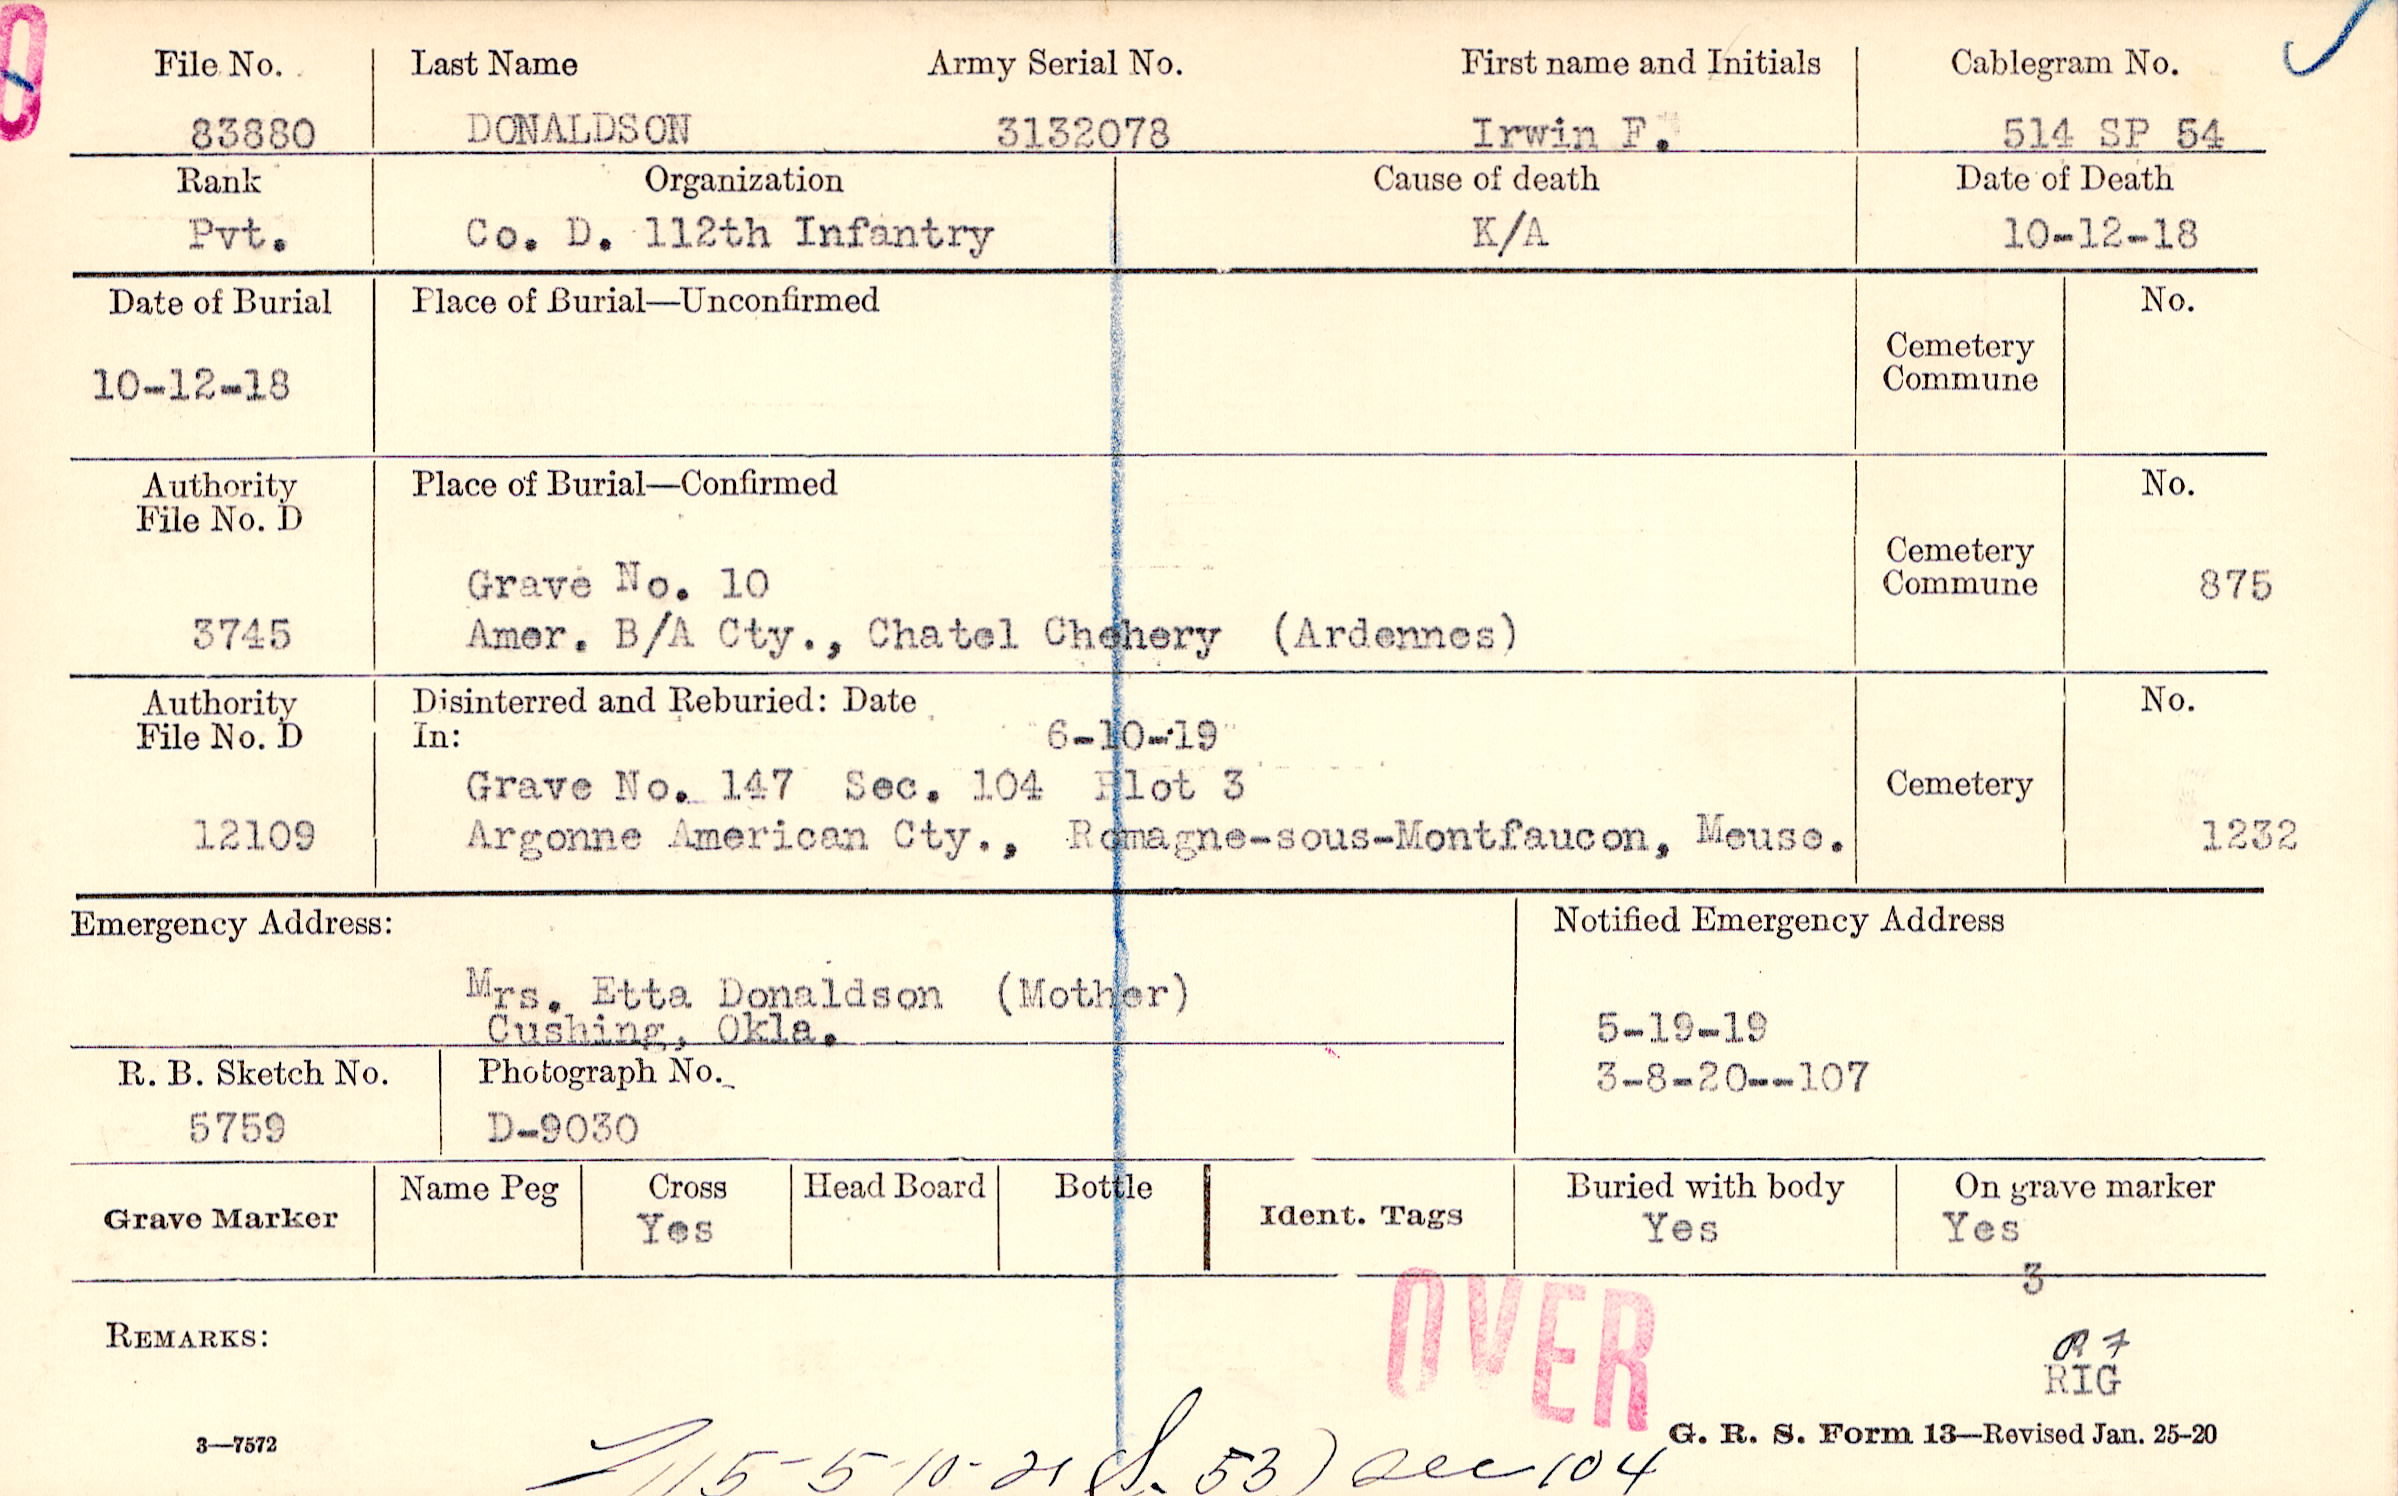 File No. Last Name Army Serial No. First name and Initials Cablegram No.
83880 DONALDSON 3132078 Irwin F. 514 SP 54
Rank Organization Cause of death Date of Death
Pvt. Co. D. 112th Infantry K/A 10-12-18
Date of Burial Place of Burial—Unconfirmed No.
Cemetery
Commune
10-12-18
Authority Place of Burial—Confirmed No.
File No. D
Cemetery
Grave No. 10 Commune 875
3745 Amer. B/A Cty., Chatel Chehery (Ardennes)
Authority Disinterred and Reburied: Date No.
File No. D In: 6-10-19
Grave No. 147 Sec. 104 Plot 3 Cemetery
12109 Argonne American Cty., Romagne-sous-Montfaucon, Meuse. 1232
Emergency Address: Notified Emergency Address
Mrs. Etta Donaldson (Mother)
Cushing, Okla. 5-19-19
R. B. Sketch No. Photograph No. 3-8-20--107
5759 D-9030
Grave Marker Name Peg Cross Head Board Bottle Ident. Tags Buried with body On grave marker
Yes Yes Yes
3
OVER
REMARKS:
RIG
3—7572 G. R. S. Form 13—Revised Jan. 25-20
5-5-10-21 (S. 53) Sec 104